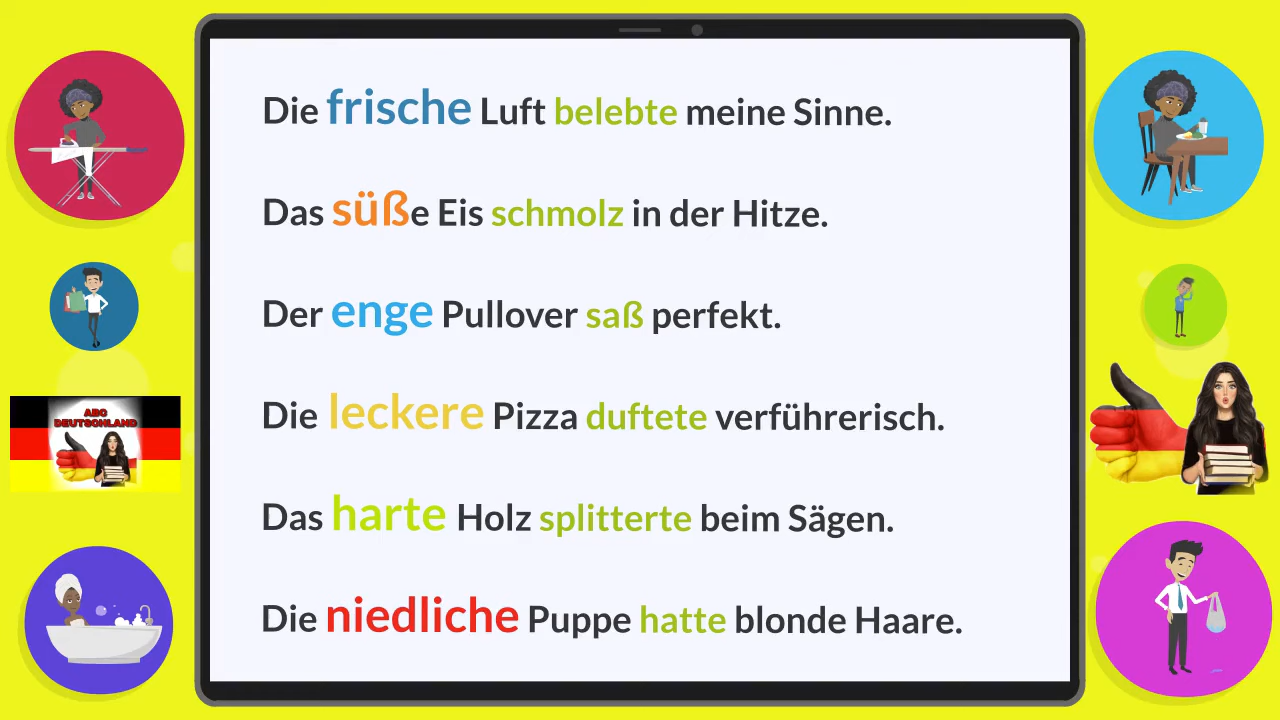 Die frische Luft belebte meine Sinne.
Das süße Eis schmolz in der Hitze.
Der enge Pullover saß perfekt.
Die leckere Pizza duftete verführerisch.
Das harte Holz splitterte beim Sägen.
Die niedliche Puppe hatte blonde Haare.
ABC
DEUTSCHLAND